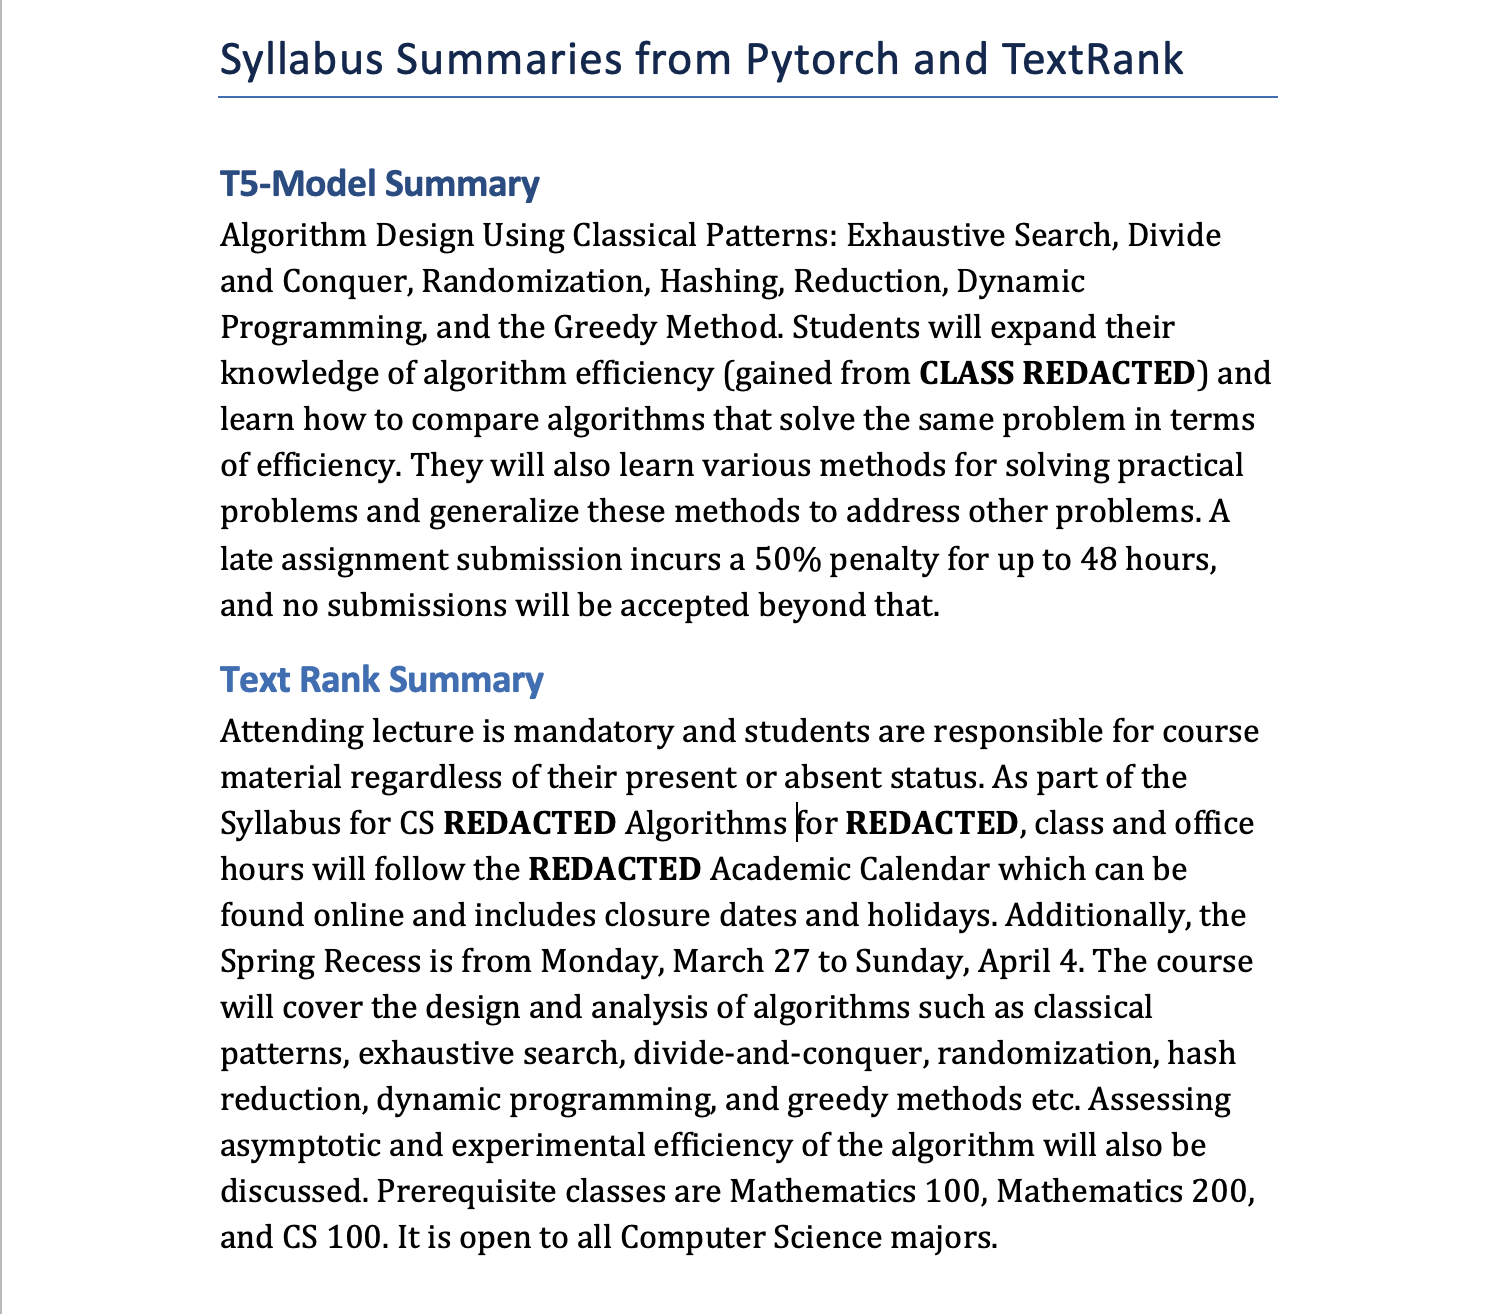 Syllabus Summaries from Pytorch and TextRank
T5-Model Summary
Algorithm Design Using Classical Patterns: Exhaustive Search, Divide
and Conquer, Randomization, Hashing, Reduction, Dynamic
Programming, and the Greedy Method. Students will expand their
knowledge of algorithm efficiency (gained from CLASS REDACTED) and
learn how to compare algorithms that solve the same problem in terms
of efficiency. They will also learn various methods for solving practical
problems and generalize these methods to address other problems. A
late assignment submission incurs a 50% penalty for up to 48 hours,
and no submissions will be accepted beyond that.
Text Rank Summary
Attending lecture is mandatory and students are responsible for course
material regardless of their present or absent status. As part of the
Syllabus for CS REDACTED Algorithms for REDACTED, class and office
hours will follow the REDACTED Academic Calendar which can be
found online and includes closure dates and holidays. Additionally, the
Spring Recess is from Monday, March 27 to Sunday, April 4. The course
will cover the design and analysis of algorithms such as classical
patterns, exhaustive search, divide-and-conquer, randomization, hash
reduction, dynamic programming, and greedy methods etc. Assessing
asymptotic and experimental efficiency of the algorithm will also be
discussed. Prerequisite classes are Mathematics 100, Mathematics 200,
and CS 100. It is open to all Computer Science majors.